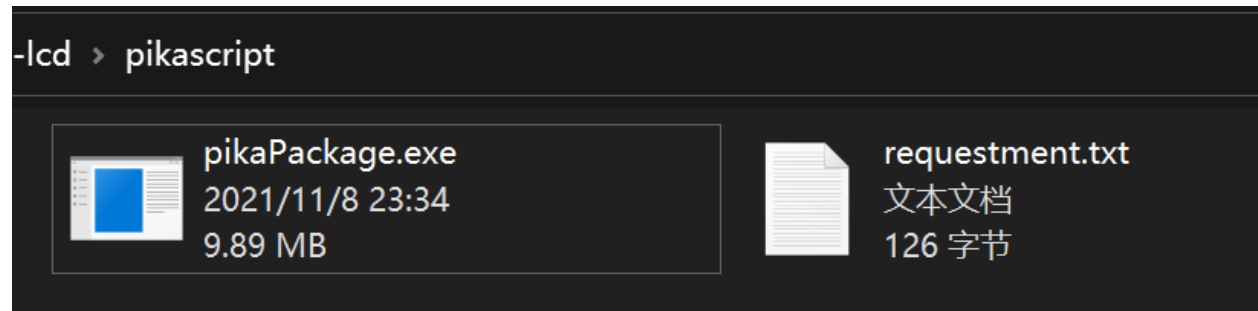 -lcd > pikascript
pikaPackage.exe
2021/11/8 23:34
9.89 MB
requestment.txt
文本文档
126 字节